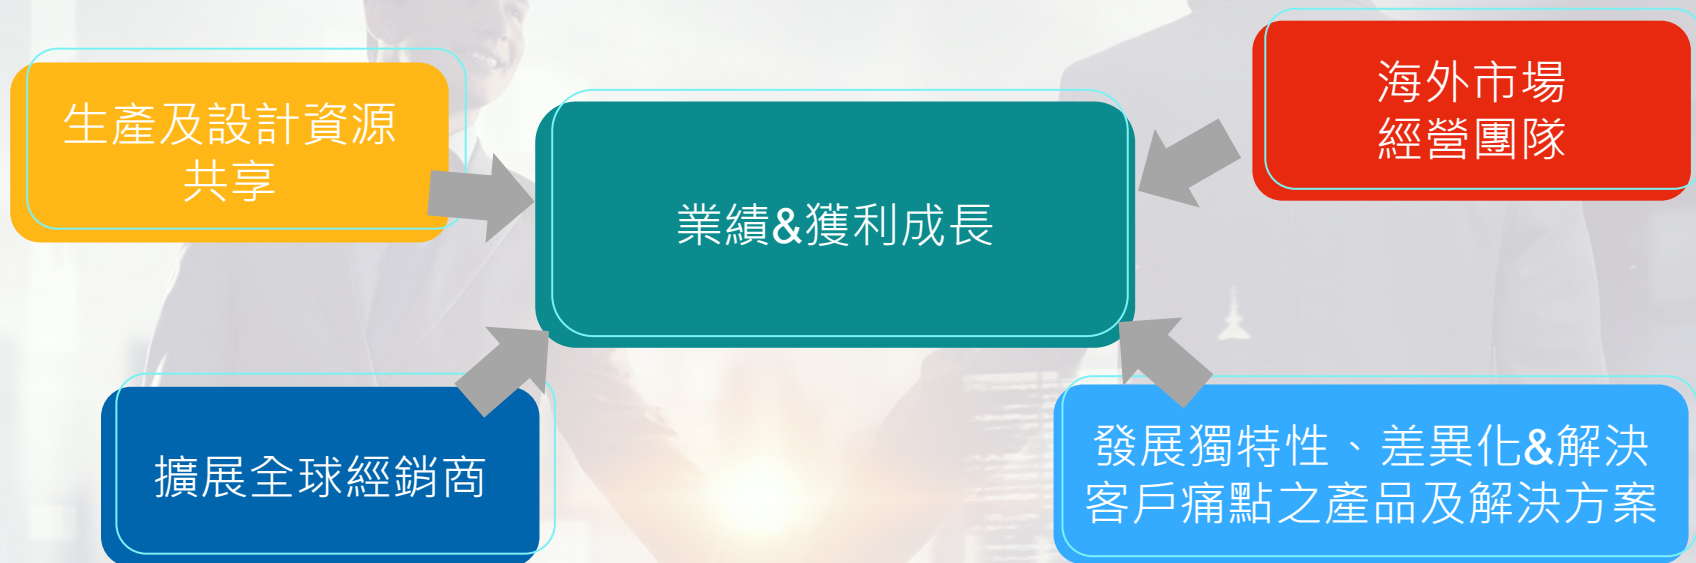 生產及設計資源
共享
海外市場
經營團隊
業績&獲利成長
擴展全球經銷商
發展獨特性、差異化&解決
客戶痛點之產品及解決方案